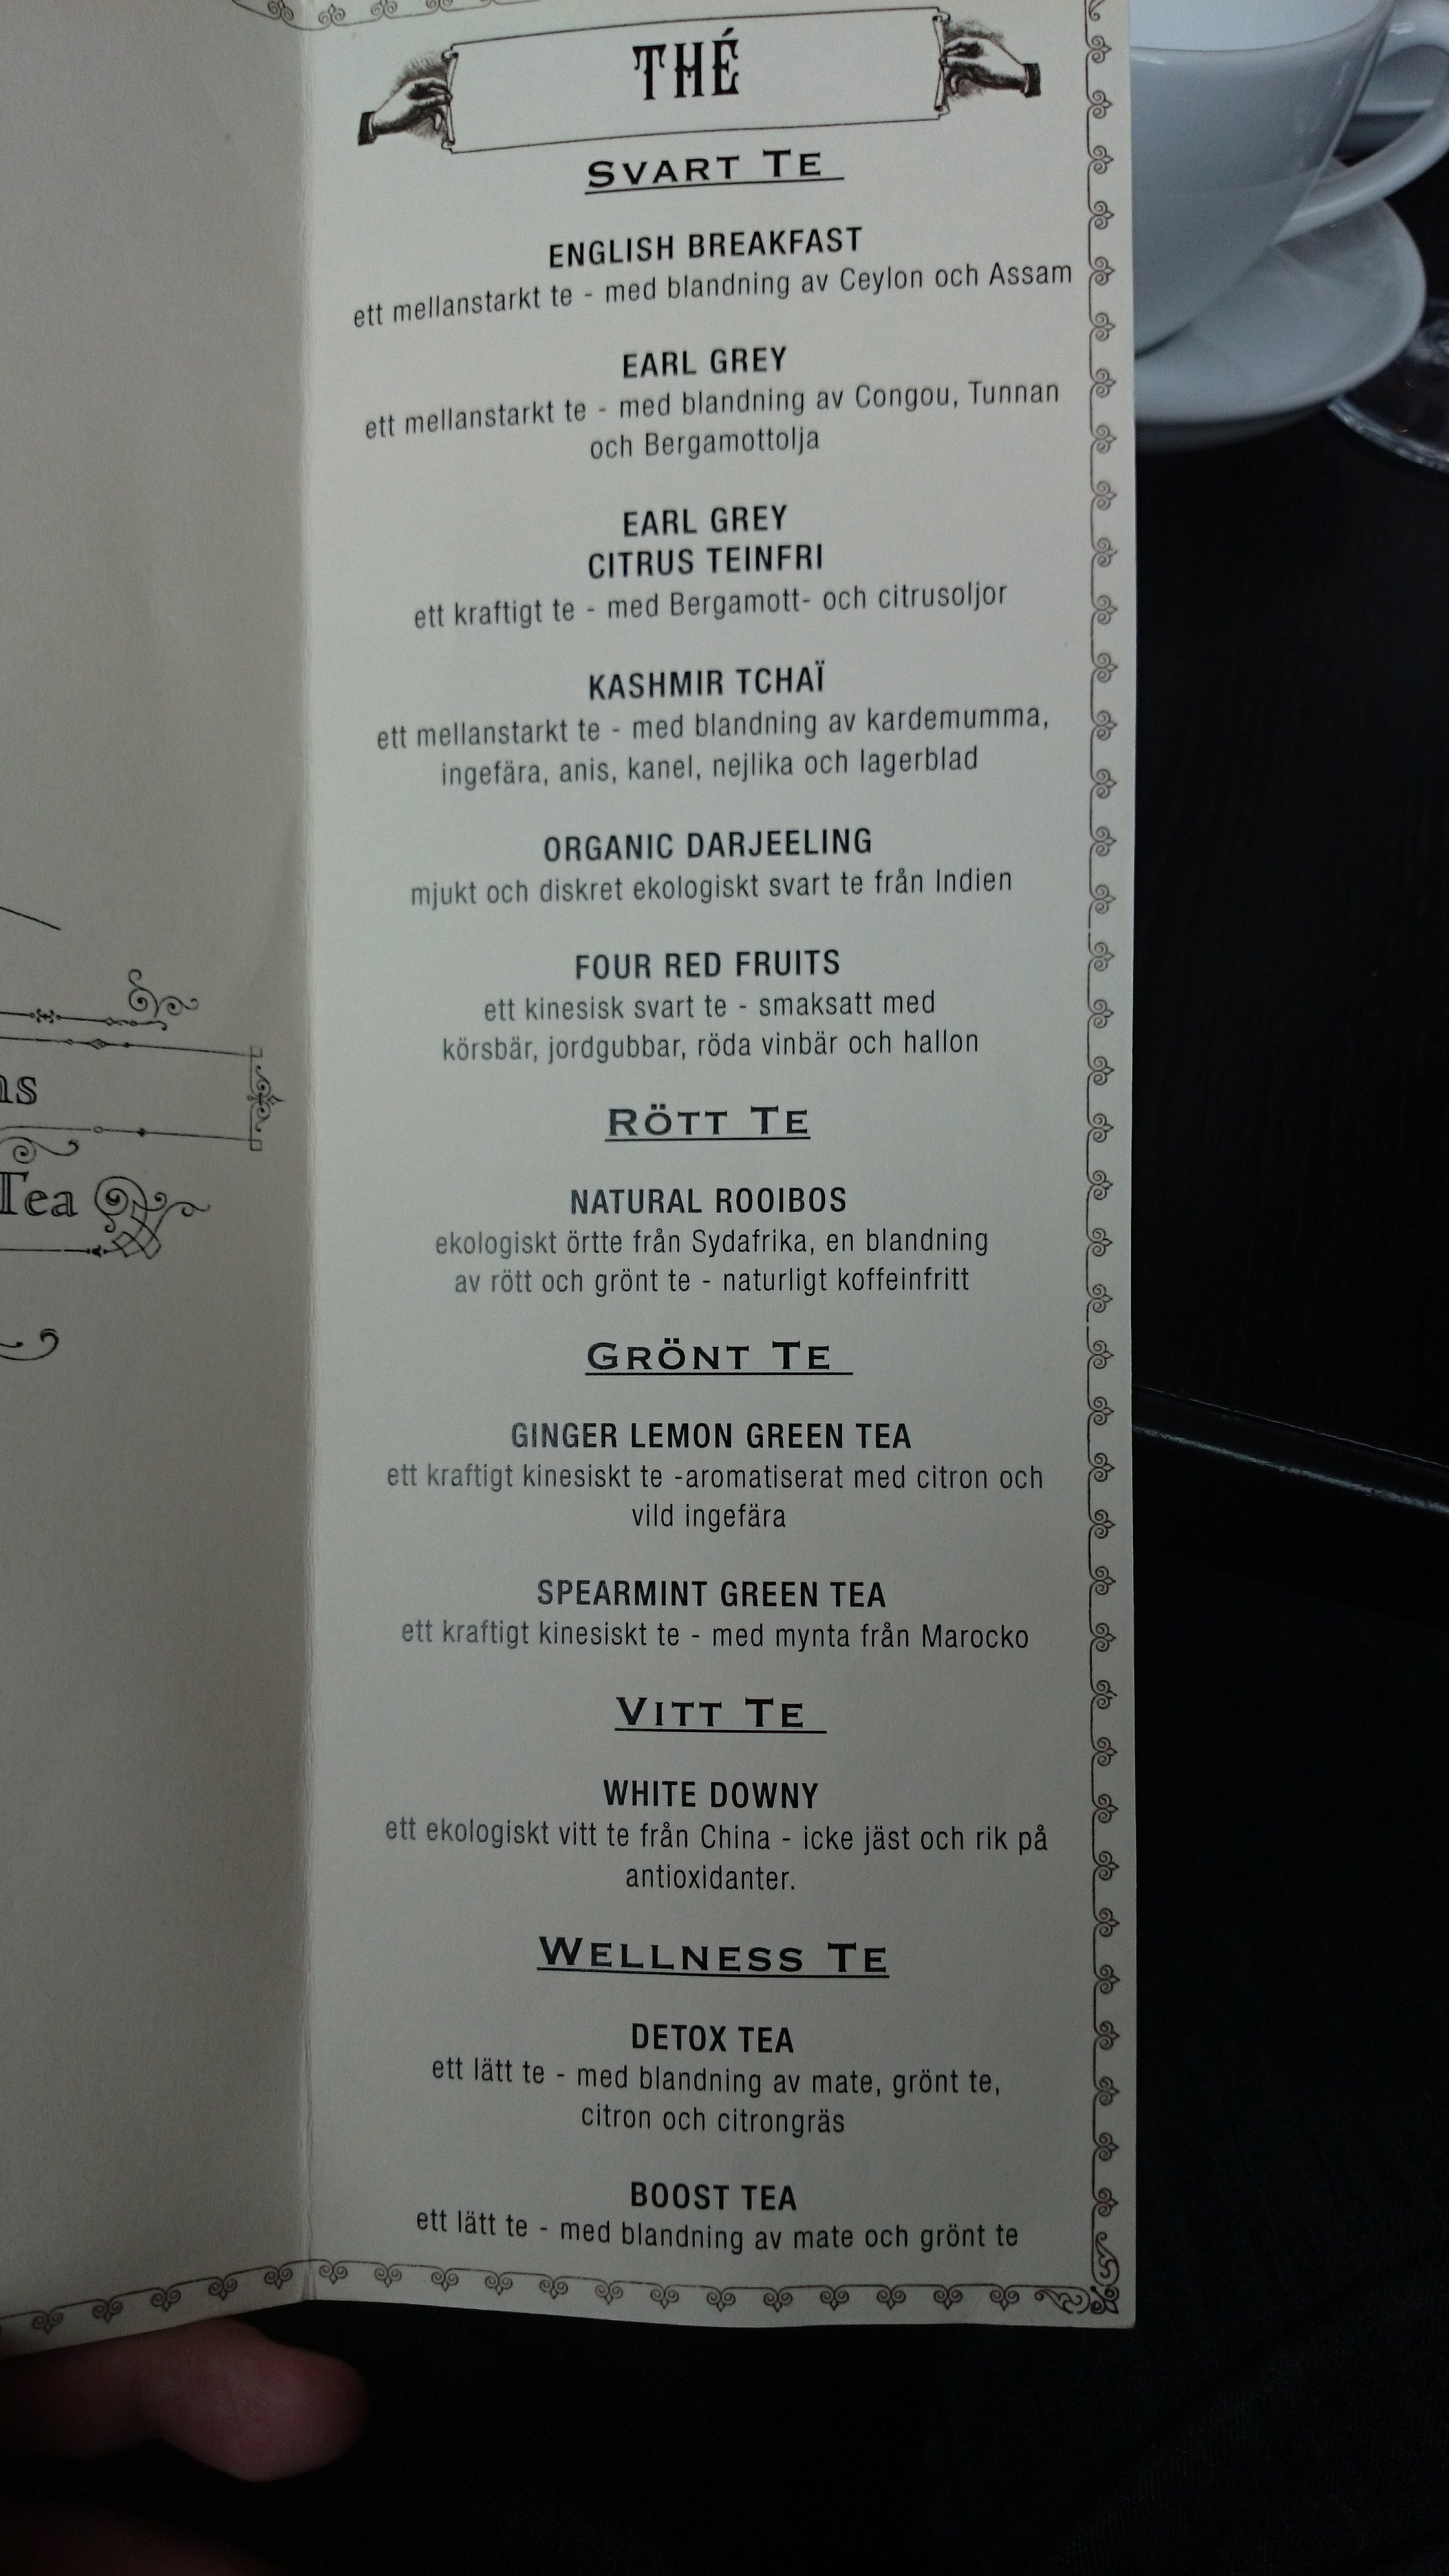 THÉ
SVART TE
ENGLISH BREAKFAST
ett mellanstarkt te - med blandning av Ceylon och Assam
EARL GREY
ett mellanstarkt te - med blandning av Congou, Tunnan
och Bergamottolja
EARL GREY
CITRUS TEINFRI
ett kraftigt te - med Bergamott- och citrusoljor
KASHMIR TCHAÏ
ett mellanstarkt te - med blandning av kardemumma,
ingefära, anis, kanel, nejlika och lagerblad
ORGANIC DARJEELING
mjukt och diskret ekologiskt svart te från Indien
FOUR RED FRUITS
ett kinesisk svart te - smaksatt med
körsbär, jordgubbar, röda vinbär och hallon
RÖTT TE
NATURAL ROOIBOS
ekologiskt örtte från Sydafrika, en blandning
av rött och grönt te - naturligt koffeinfritt
GRÖNT TE
GINGER LEMON GREEN TEA
ett kraftigt kinesiskt te -aromatiserat med citron och
vild ingefära
SPEARMINT GREEN TEA
ett kraftigt kinesiskt te - med mynta från Marocko
VITT TE
WHITE DOWNY
ett ekologiskt vitt te från China - icke jäst och rik på
antioxidanter.
WELLNESS TE
DETOX TEA
ett lätt te - med blandning av mate, grönt te,
citron och citrongräs
BOOST TEA
ett lätt te - med blandning av mate och grönt te
Tea